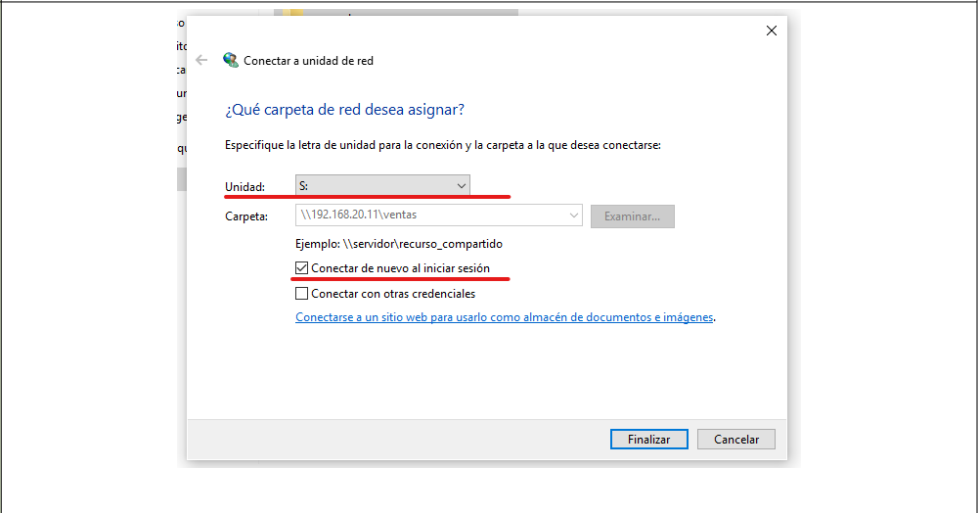 Conectar a unidad de red
¿Qué carpeta de red desea asignar?
Especifique la letra de unidad para la conexión y la carpeta a la que desea conectarse:
Unidad: S:
Carpeta: \\192.168.20.11\ventas Examinar...
Ejemplo: \\servidor\recurso_compartido
Conectar de nuevo al iniciar sesión
Conectar con otras credenciales
Conectarse a un sitio web para usarlo como almacén de documentos e imágenes.
Finalizar Cancelar